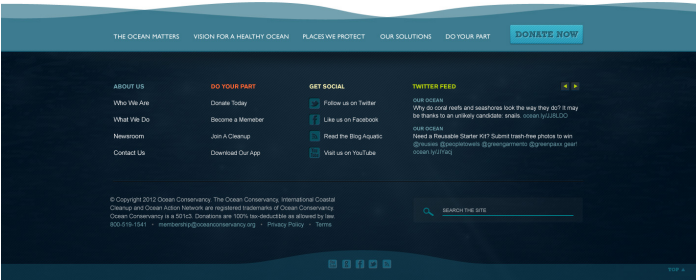 THE OCEAN MATTERS VISION FOR A HEALTHY OCEAN PLACES WE PROTECT OUR SOLUTIONS DO YOUR PART DONATE NOW
ABOUT US
Who We Are
What We Do
Newsroom
Contact Us
DO YOUR PART
Donate Today
Become a Memeber
Join A Cleanup
Download Our App
GET SOCIAL
Follow us on Twitter
Like us on Facebook
Read the Blog Aquatic
Visit us on YouTube
TWITTER FEED
OUR OCEAN
Why do coral reefs and seashores look the way they do? It may
be thanks to an unlikely candidate: snails. ocean.ly/JJ8LDO
OUR OCEAN
Need a Reusable Starter Kit? Submit trash-free photos to win
@reusies @peopletowels @greengarmento @greenpaxx gear!
ocean.ly/JYacj
© Copyright 2012 Ocean Conservancy. The Ocean Conservancy, International Coastal
Cleanup and Ocean Action Network are registered trademarks of Ocean Conservancy.
Ocean Conservancy is a 501c3. Donations are 100% tax-deductible as allowed by law.
800-519-1541 • membership@oceanconservancy.org • Privacy Policy • Terms
SEARCH THE SITE
TOP